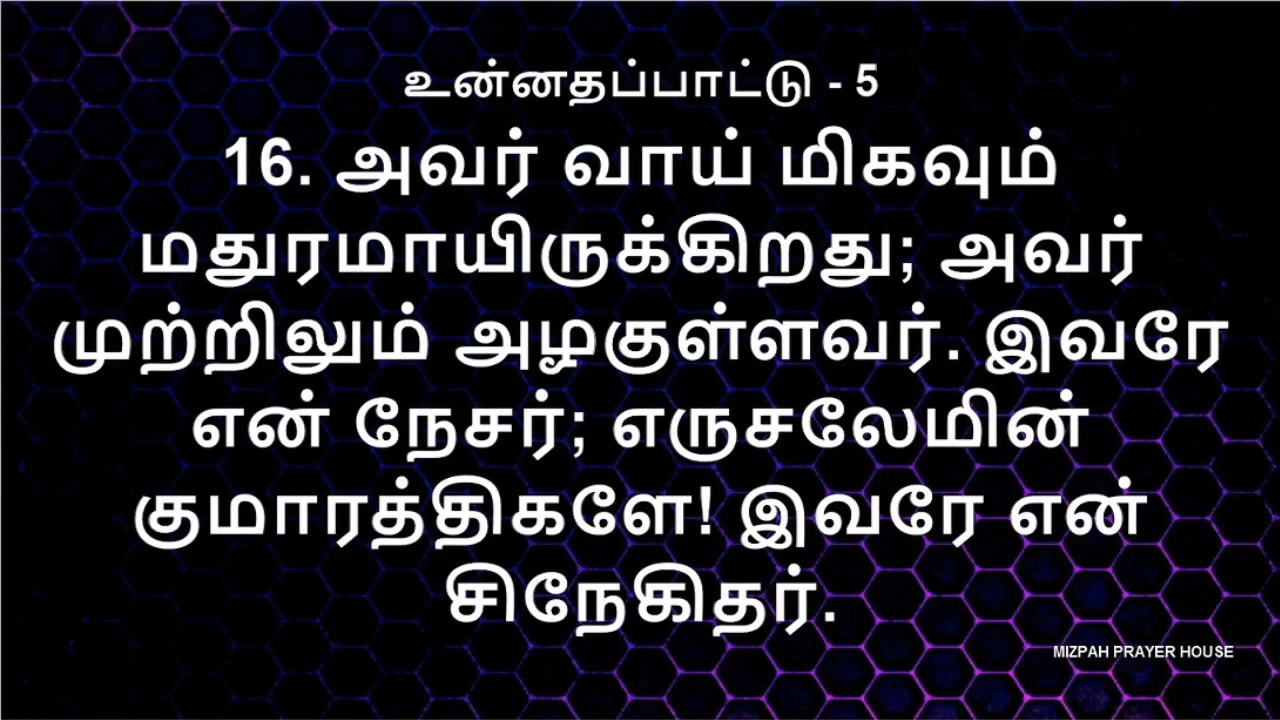 உன்னதப்பாட்டு - 5
16. அவர் வாய் மிகவும்
மதுரமாயிருக்கிறது; அவர்
முற்றிலும் அழகுள்ளவர். இவரே
என் நேசர்; எருசலேமின்
குமாரத்திகளே! இவரே என்
சிநேகிதர்.
MIZPAH PRAYER HOUSE